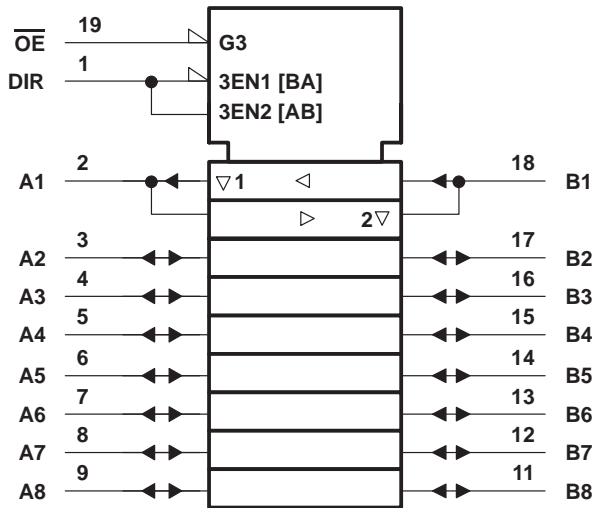 OE 19 G3
DIR 1 3EN1 [BA]
3EN2 [AB]
A1 2 ▽1 ◁ 18 B1
▷ 2▽
A2 3 17 B2
A3 4 16 B3
A4 5 15 B4
A5 6 14 B5
A6 7 13 B6
A7 8 12 B7
A8 9 11 B8